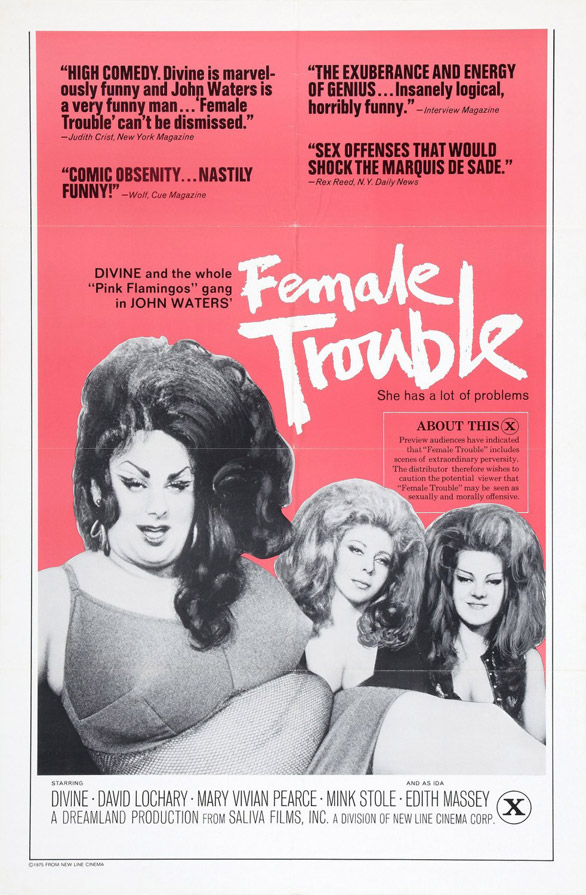 “HIGH COMEDY. Divine is marvel-
ously funny and John Waters is
a very funny man...‘Female
Trouble’ can’t be dismissed.”
—Judith Crist, New York Magazine
“COMIC OBSENITY...NASTILY
FUNNY!” —Wolf, Cue Magazine
“THE EXUBERANCE AND ENERGY
OF GENIUS...Insanely logical,
horribly funny.” —Interview Magazine
“SEX OFFENSES THAT WOULD
SHOCK THE MARQUIS DE SADE.”
—Rex Reed, N.Y. Daily News
DIVINE and the whole
“Pink Flamingos” gang
in JOHN WATERS’
Female
Trouble
She has a lot of problems
ABOUT THIS X
Preview audiences have indicated
that “Female Trouble” includes
scenes of extraordinary perversity.
The distributor therefore wishes to
caution the potential viewer that
“Female Trouble” may be seen as
sexually and morally offensive.
STARRING
AND AS IDA
DIVINE · DAVID LOCHARY · MARY VIVIAN PEARCE · MINK STOLE · EDITH MASSEY
A DREAMLAND PRODUCTION FROM SALIVA FILMS, INC. A DIVISION OF NEW LINE CINEMA CORP.
X
©1975 FROM NEW LINE CINEMA